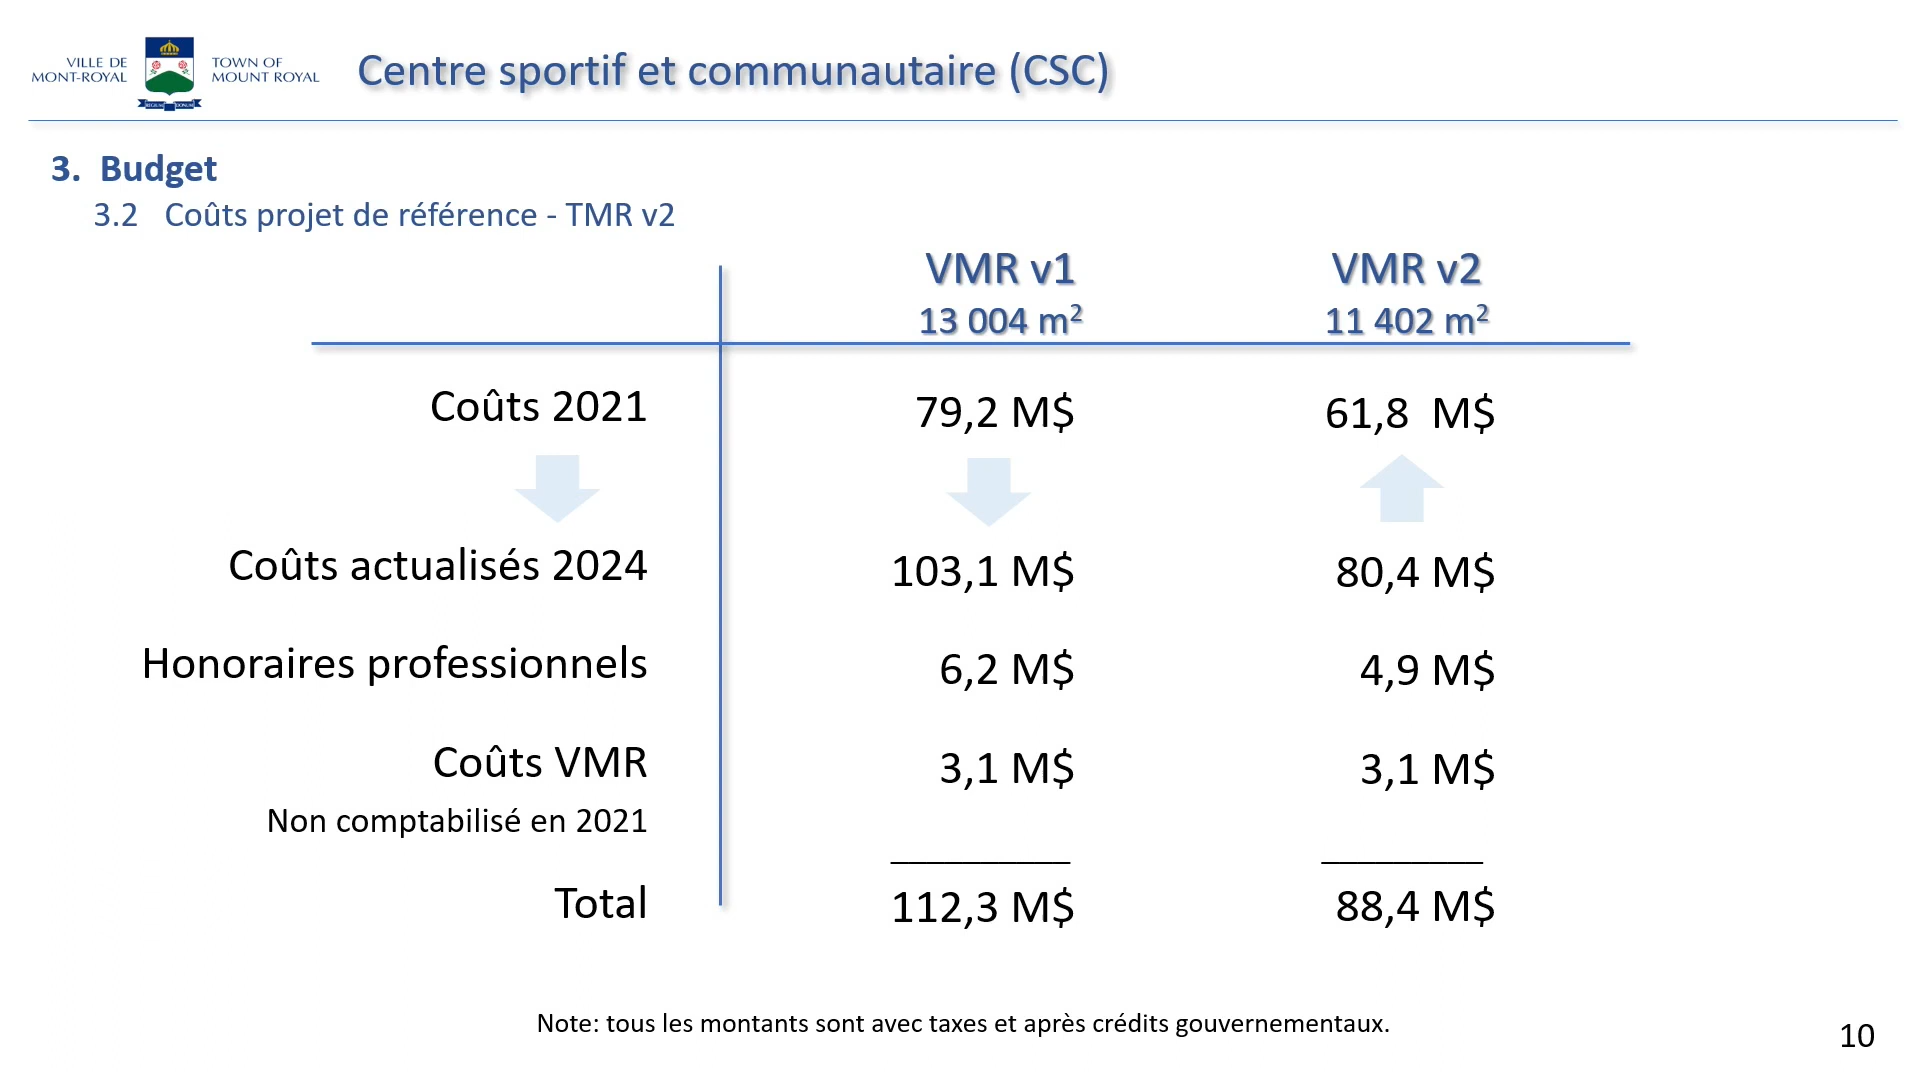 VILLE DE
MONT-ROYAL
TOWN OF
MOUNT ROYAL
Centre sportif et communautaire (CSC)
REGIUM DONUM
3. Budget
3.2 Coûts projet de référence - TMR v2
VMR v1 VMR v2
13 004 m² 11 402 m²
Coûts 2021 79,2 M$ 61,8 M$
Coûts actualisés 2024 103,1 M$ 80,4 M$
Honoraires professionnels 6,2 M$ 4,9 M$
Coûts VMR 3,1 M$ 3,1 M$
Non comptabilisé en 2021
Total 112,3 M$ 88,4 M$
Note: tous les montants sont avec taxes et après crédits gouvernementaux.
10